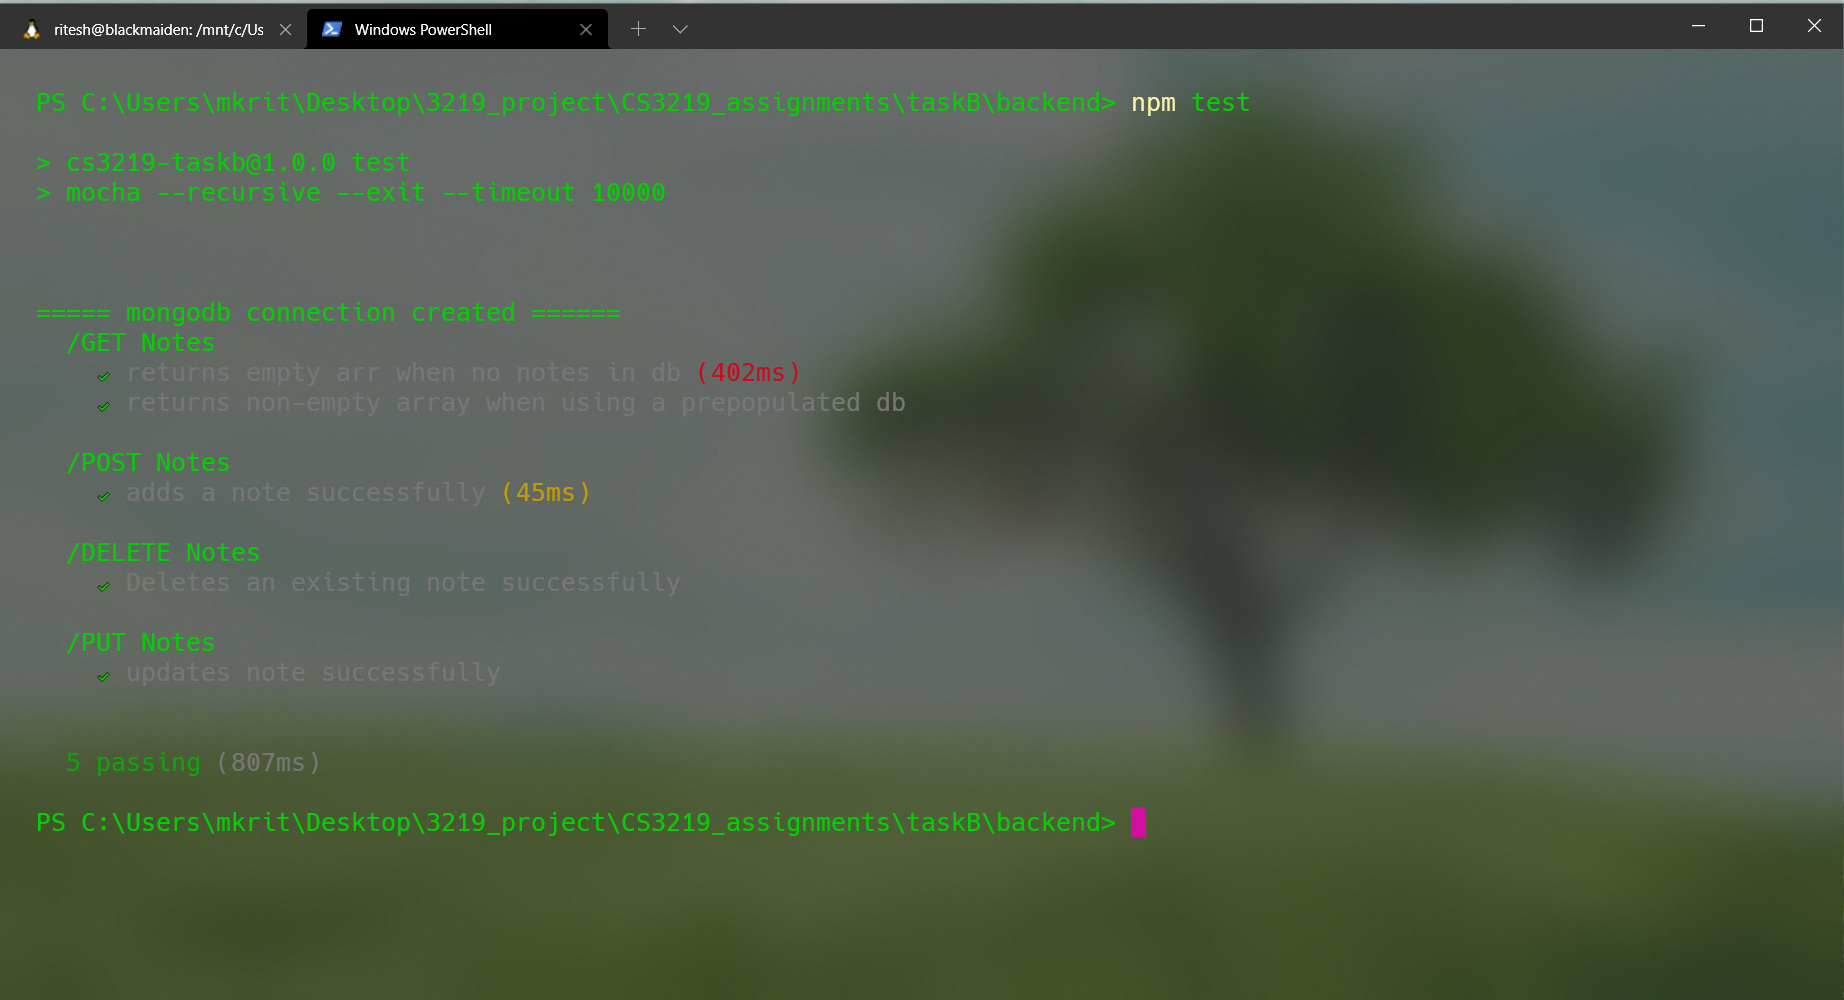 ritesh@blackmaiden: /mnt/c/Us
Windows PowerShell
PS C:\Users\mkrit\Desktop\3219_project\CS3219_assignments\taskB\backend> npm test
> cs3219-taskb@1.0.0 test
> mocha --recursive --exit --timeout 10000
===== mongodb connection created ======
/GET Notes
✔ returns empty arr when no notes in db (402ms)
✔ returns non-empty array when using a prepopulated db
/POST Notes
✔ adds a note successfully (45ms)
/DELETE Notes
✔ Deletes an existing note successfully
/PUT Notes
✔ updates note successfully
5 passing (807ms)
PS C:\Users\mkrit\Desktop\3219_project\CS3219_assignments\taskB\backend>